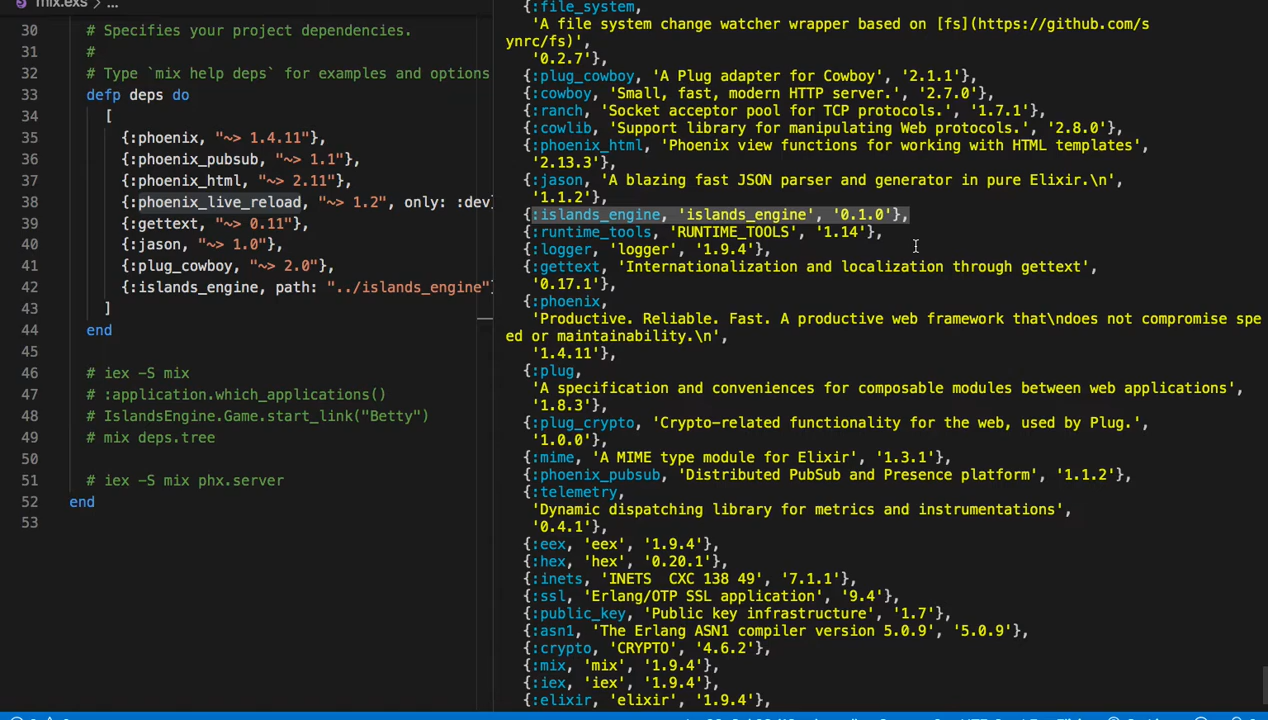 mix.exs › ...
30 # Specifies your project dependencies.
31 #
32 # Type `mix help deps` for examples and options
33 defp deps do
34 [
35 {:phoenix, "~> 1.4.11"},
36 {:phoenix_pubsub, "~> 1.1"},
37 {:phoenix_html, "~> 2.11"},
38 {:phoenix_live_reload, "~> 1.2", only: :dev}
39 {:gettext, "~> 0.11"},
40 {:jason, "~> 1.0"},
41 {:plug_cowboy, "~> 2.0"},
42 {:islands_engine, path: "../islands_engine"}
43 ]
44 end
45
46 # iex -S mix
47 # :application.which_applications()
48 # IslandsEngine.Game.start_link("Betty")
49 # mix deps.tree
50
51 # iex -S mix phx.server
52 end
53
{:file_system,
'A file system change watcher wrapper based on [fs](https://github.com/s
ynrc/fs)',
'0.2.7'},
{:plug_cowboy, 'A Plug adapter for Cowboy', '2.1.1'},
{:cowboy, 'Small, fast, modern HTTP server.', '2.7.0'},
{:ranch, 'Socket acceptor pool for TCP protocols.', '1.7.1'},
{:cowlib, 'Support library for manipulating Web protocols.', '2.8.0'},
{:phoenix_html, 'Phoenix view functions for working with HTML templates',
'2.13.3'},
{:jason, 'A blazing fast JSON parser and generator in pure Elixir.\n',
'1.1.2'},
{:islands_engine, 'islands_engine', '0.1.0'},
{:runtime_tools, 'RUNTIME_TOOLS', '1.14'},
{:logger, 'logger', '1.9.4'},
{:gettext, 'Internationalization and localization through gettext',
'0.17.1'},
{:phoenix,
'Productive. Reliable. Fast. A productive web framework that\ndoes not compromise spe
ed or maintainability.\n',
'1.4.11'},
{:plug,
'A specification and conveniences for composable modules between web applications',
'1.8.3'},
{:plug_crypto, 'Crypto-related functionality for the web, used by Plug.',
'1.0.0'},
{:mime, 'A MIME type module for Elixir', '1.3.1'},
{:phoenix_pubsub, 'Distributed PubSub and Presence platform', '1.1.2'},
{:telemetry,
'Dynamic dispatching library for metrics and instrumentations',
'0.4.1'},
{:eex, 'eex', '1.9.4'},
{:hex, 'hex', '0.20.1'},
{:inets, 'INETS  CXC 138 49', '7.1.1'},
{:ssl, 'Erlang/OTP SSL application', '9.4'},
{:public_key, 'Public key infrastructure', '1.7'},
{:asn1, 'The Erlang ASN1 compiler version 5.0.9', '5.0.9'},
{:crypto, 'CRYPTO', '4.6.2'},
{:mix, 'mix', '1.9.4'},
{:iex, 'iex', '1.9.4'},
{:elixir, 'elixir', '1.9.4'},